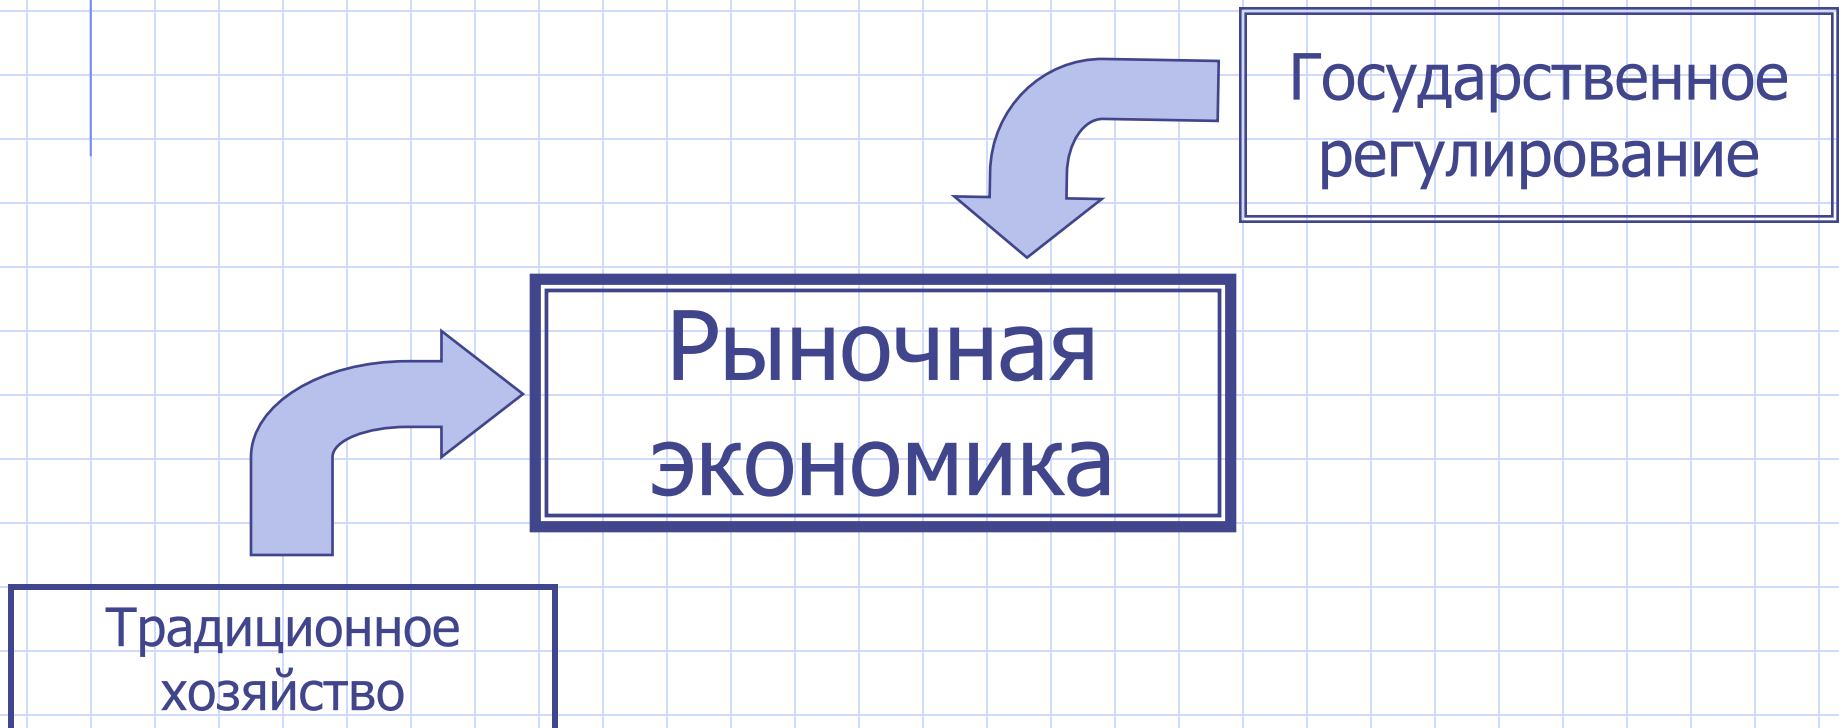 Государственное
регулирование
Рыночная
экономика
Традиционное
хозяйство